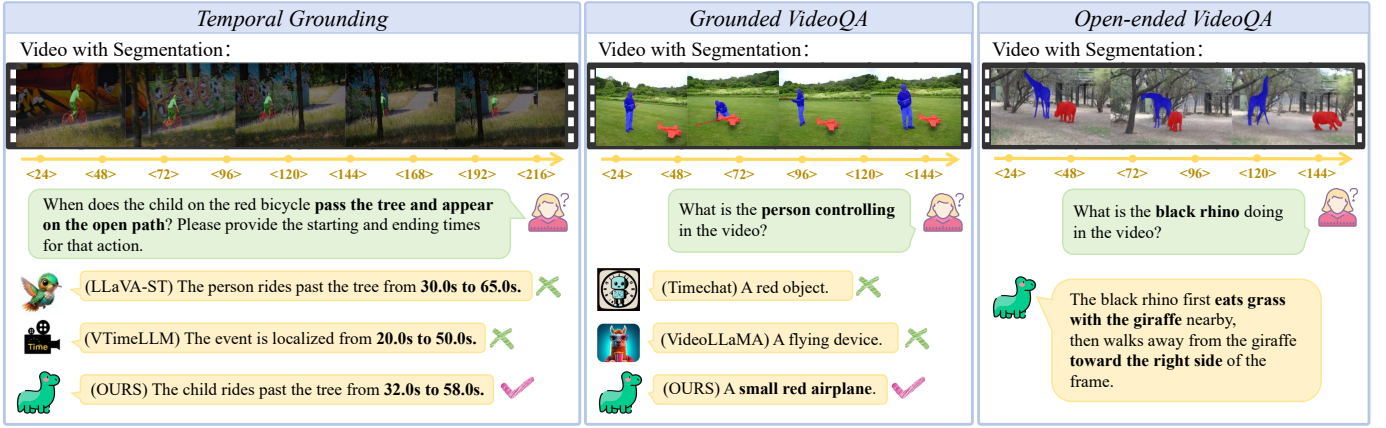 Temporal Grounding
Video with Segmentation:
<24> <48> <72> <96> <120> <144> <168> <192> <216>
When does the child on the red bicycle pass the tree and appear
on the open path? Please provide the starting and ending times
for that action.
(LLaVA-ST) The person rides past the tree from 30.0s to 65.0s.
Time
(VTimeLLM) The event is localized from 20.0s to 50.0s.
(OURS) The child rides past the tree from 32.0s to 58.0s.
Grounded VideoQA
Video with Segmentation:
<24> <48> <72> <96> <120> <144>
What is the person controlling
in the video?
(Timechat) A red object.
(VideoLLaMA) A flying device.
(OURS) A small red airplane.
Open-ended VideoQA
Video with Segmentation:
<24> <48> <72> <96> <120> <144>
What is the black rhino doing
in the video?
The black rhino first eats grass
with the giraffe nearby,
then walks away from the giraffe
toward the right side of the
frame.